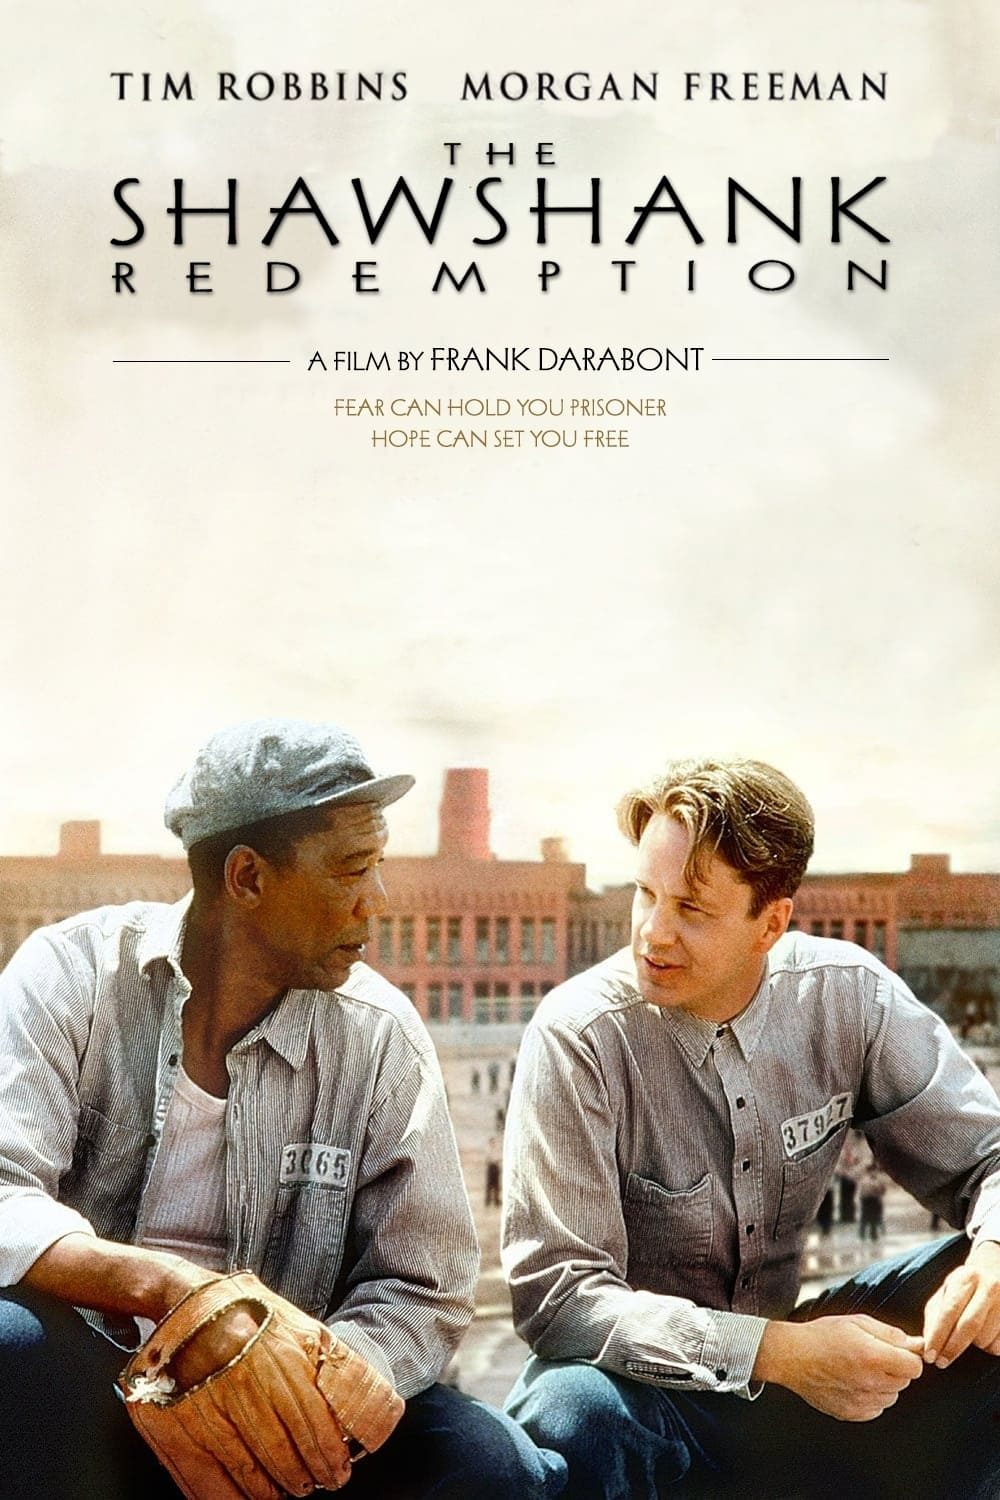 TIM ROBBINS MORGAN FREEMAN
THE
SHAWSHANK
REDEMPTION
A FILM BY FRANK DARABONT
FEAR CAN HOLD YOU PRISONER
HOPE CAN SET YOU FREE
37927